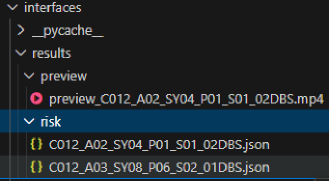 interfaces
__pycache__
results
preview
preview_C012_A02_SY04_P01_S01_02DBS.mp4
risk
{} C012_A02_SY04_P01_S01_02DBS.json
{} C012_A03_SY08_P06_S02_01DBS.json